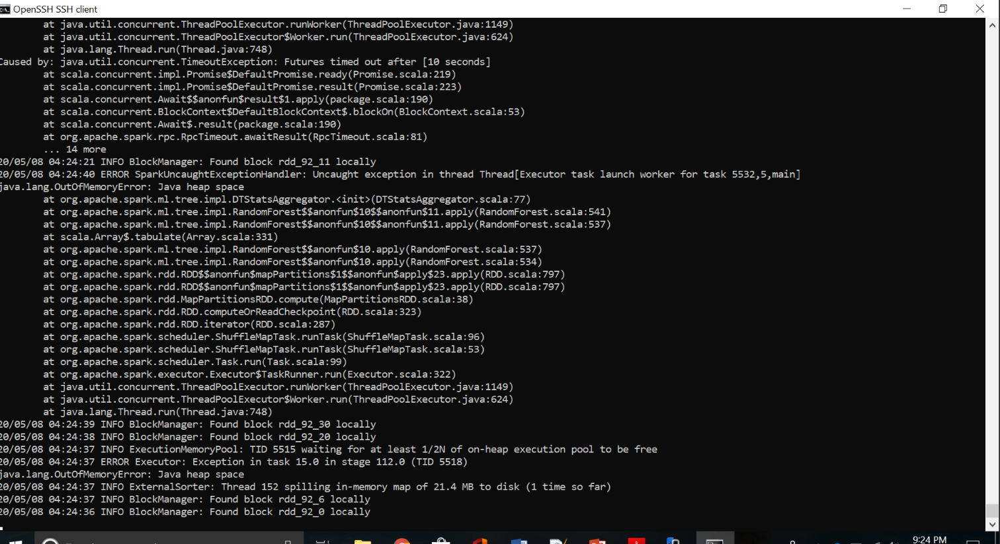 OpenSSH SSH client
at java.util.concurrent.ThreadPoolExecutor.runWorker(ThreadPoolExecutor.java:1149)
at java.util.concurrent.ThreadPoolExecutor$Worker.run(ThreadPoolExecutor.java:624)
at java.lang.Thread.run(Thread.java:748)
Caused by: java.util.concurrent.TimeoutException: Futures timed out after [10 seconds]
at scala.concurrent.impl.Promise$DefaultPromise.ready(Promise.scala:219)
at scala.concurrent.impl.Promise$DefaultPromise.result(Promise.scala:223)
at scala.concurrent.Await$$anonfun$result$1.apply(package.scala:190)
at scala.concurrent.BlockContext$DefaultBlockContext$.blockOn(BlockContext.scala:53)
at scala.concurrent.Await$.result(package.scala:190)
at org.apache.spark.rpc.RpcTimeout.awaitResult(RpcTimeout.scala:81)
... 14 more
20/05/08 04:24:21 INFO BlockManager: Found block rdd_92_11 locally
20/05/08 04:24:40 ERROR SparkUncaughtExceptionHandler: Uncaught exception in thread Thread[Executor task launch worker for task 5532,5,main]
java.lang.OutOfMemoryError: Java heap space
at org.apache.spark.ml.tree.impl.DTStatsAggregator.<init>(DTStatsAggregator.scala:77)
at org.apache.spark.ml.tree.impl.RandomForest$$anonfun$10$$anonfun$11.apply(RandomForest.scala:541)
at org.apache.spark.ml.tree.impl.RandomForest$$anonfun$10$$anonfun$11.apply(RandomForest.scala:537)
at scala.Array$.tabulate(Array.scala:331)
at org.apache.spark.ml.tree.impl.RandomForest$$anonfun$10.apply(RandomForest.scala:537)
at org.apache.spark.ml.tree.impl.RandomForest$$anonfun$10.apply(RandomForest.scala:534)
at org.apache.spark.rdd.RDD$$anonfun$mapPartitions$1$$anonfun$apply$23.apply(RDD.scala:797)
at org.apache.spark.rdd.RDD$$anonfun$mapPartitions$1$$anonfun$apply$23.apply(RDD.scala:797)
at org.apache.spark.rdd.MapPartitionsRDD.compute(MapPartitionsRDD.scala:38)
at org.apache.spark.rdd.RDD.computeOrReadCheckpoint(RDD.scala:323)
at org.apache.spark.rdd.RDD.iterator(RDD.scala:287)
at org.apache.spark.scheduler.ShuffleMapTask.runTask(ShuffleMapTask.scala:96)
at org.apache.spark.scheduler.ShuffleMapTask.runTask(ShuffleMapTask.scala:53)
at org.apache.spark.scheduler.Task.run(Task.scala:99)
at org.apache.spark.executor.Executor$TaskRunner.run(Executor.scala:322)
at java.util.concurrent.ThreadPoolExecutor.runWorker(ThreadPoolExecutor.java:1149)
at java.util.concurrent.ThreadPoolExecutor$Worker.run(ThreadPoolExecutor.java:624)
at java.lang.Thread.run(Thread.java:748)
20/05/08 04:24:39 INFO BlockManager: Found block rdd_92_30 locally
20/05/08 04:24:38 INFO BlockManager: Found block rdd_92_20 locally
20/05/08 04:24:37 INFO ExecutionMemoryPool: TID 5515 waiting for at least 1/2N of on-heap execution pool to be free
20/05/08 04:24:37 ERROR Executor: Exception in task 15.0 in stage 112.0 (TID 5518)
java.lang.OutOfMemoryError: Java heap space
20/05/08 04:24:37 INFO ExternalSorter: Thread 152 spilling in-memory map of 21.4 MB to disk (1 time so far)
20/05/08 04:24:37 INFO BlockManager: Found block rdd_92_6 locally
20/05/08 04:24:36 INFO BlockManager: Found block rdd_92_0 locally
9:24 PM